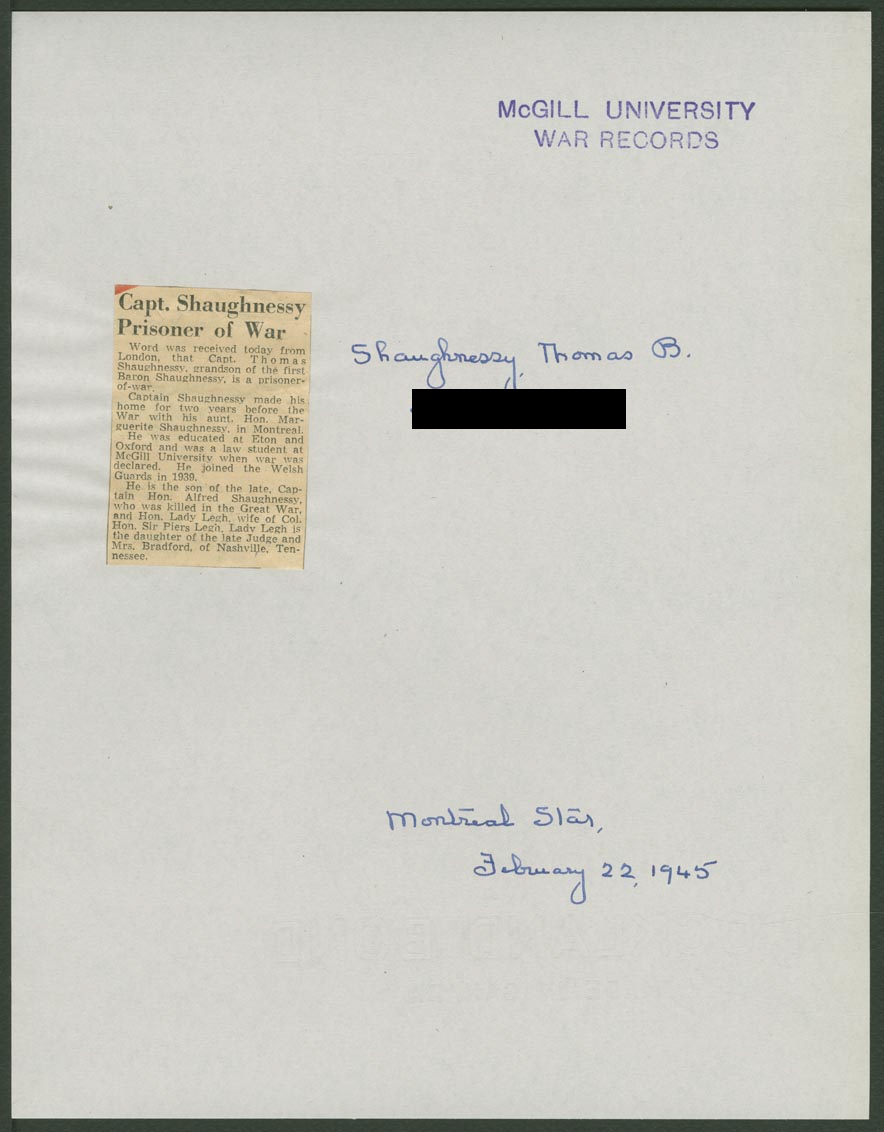 McGILL UNIVERSITY
WAR RECORDS
Capt. Shaughnessy
Prisoner of War
Word was received today from
London, that Capt. Thomas
Shaughnessy, grandson of the first
Baron Shaughnessy, is a prisoner-
of-war.
Captain Shaughnessy made his
home for two years before the
War with his aunt, Hon. Mar-
guerite Shaughnessy, in Montreal.
He was educated at Eton and
Oxford and was a law student at
McGill University when war was
declared. He joined the Welsh
Guards in 1939.
He is the son of the late, Cap-
tain Hon. Alfred Shaughnessy,
who was killed in the Great War,
and Hon. Lady Legh, wife of Col.
Hon. Sir Piers Legh. Lady Legh is
the daughter of the late Judge and
Mrs. Bradford, of Nashville, Ten-
nessee.
Shaughnessy, Thomas B.
Montreal Star,
February 22, 1945